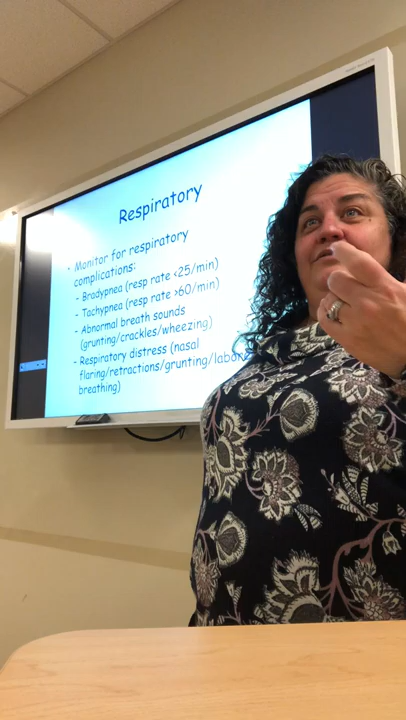 Respiratory
- Monitor for respiratory
complications:
- Bradypnea (resp rate <25/min)
- Tachypnea (resp rate >60/min)
- Abnormal breath sounds
(grunting/crackles/wheezing)
- Respiratory distress (nasal
flaring/retractions/grunting/labore
breathing)